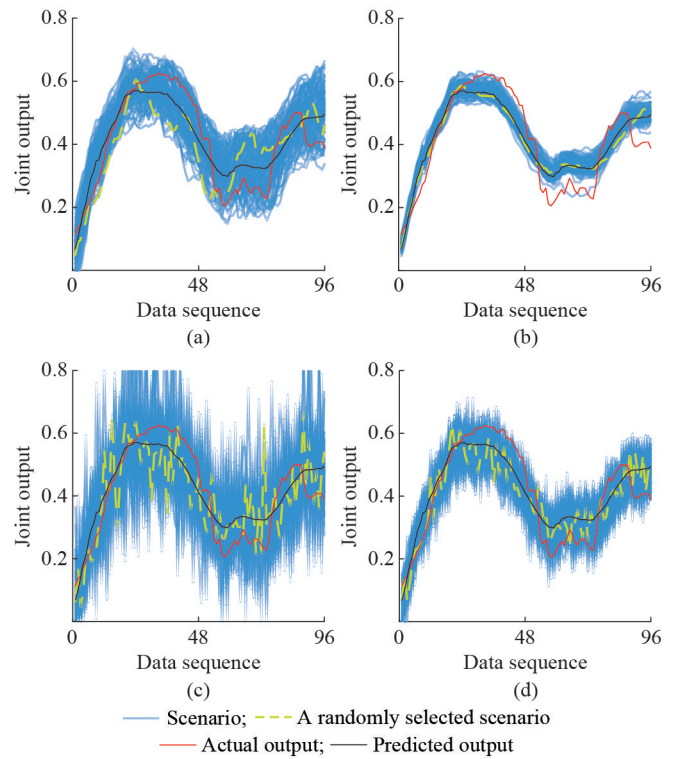 0.8
0.6
0.4
0.2
Joint output
0
48
96
Data sequence
(a)
0.8
0.6
0.4
0.2
Joint output
0
48
96
Data sequence
(b)
0.8
0.6
0.4
0.2
Joint output
0
48
96
Data sequence
(c)
0.8
0.6
0.4
0.2
Joint output
0
48
96
Data sequence
(d)
Scenario; A randomly selected scenario
Actual output; Predicted output